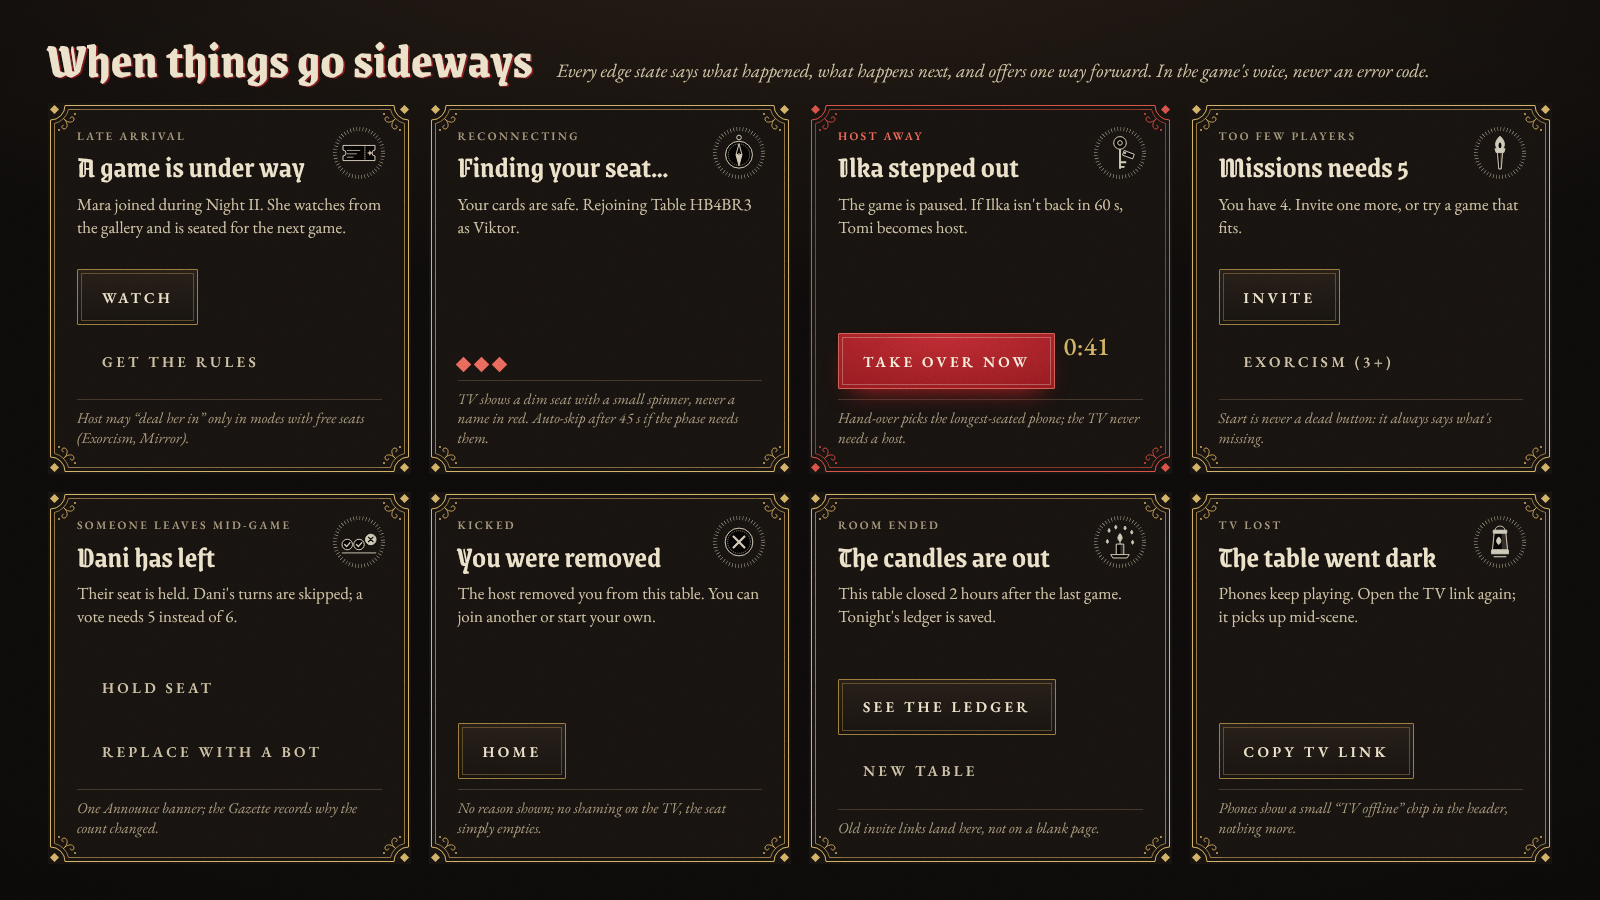 When things go sideways
Every edge state says what happened, what happens next, and offers one way forward. In the game's voice, never an error code.
LATE ARRIVAL
A game is under way
Mara joined during Night II. She watches from
the gallery and is seated for the next game.
WATCH
GET THE RULES
Host may “deal her in” only in modes with free seats
(Exorcism, Mirror).
RECONNECTING
Finding your seat...
Your cards are safe. Rejoining Table HB4BR3
as Viktor.
TV shows a dim seat with a small spinner, never a
name in red. Auto-skip after 45 s if the phase needs
them.
HOST AWAY
Ilka stepped out
The game is paused. If Ilka isn't back in 60 s,
Tomi becomes host.
TAKE OVER NOW
0:41
Hand-over picks the longest-seated phone; the TV never
needs a host.
TOO FEW PLAYERS
Missions needs 5
You have 4. Invite one more, or try a game that
fits.
INVITE
EXORCISM (3+)
Start is never a dead button: it always says what's
missing.
SOMEONE LEAVES MID-GAME
Dani has left
Their seat is held. Dani's turns are skipped; a
vote needs 5 instead of 6.
HOLD SEAT
REPLACE WITH A BOT
One Announce banner; the Gazette records why the
count changed.
KICKED
You were removed
The host removed you from this table. You can
join another or start your own.
HOME
No reason shown; no shaming on the TV, the seat
simply empties.
ROOM ENDED
The candles are out
This table closed 2 hours after the last game.
Tonight's ledger is saved.
SEE THE LEDGER
NEW TABLE
Old invite links land here, not on a blank page.
TV LOST
The table went dark
Phones keep playing. Open the TV link again;
it picks up mid-scene.
COPY TV LINK
Phones show a small “TV offline” chip in the header,
nothing more.